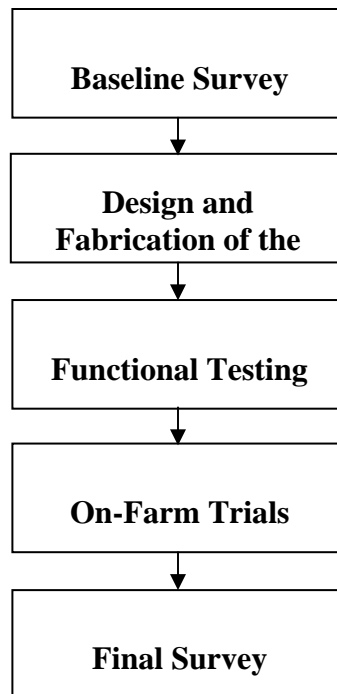 Baseline Survey
Design and
Fabrication of the
Functional Testing
On-Farm Trials
Final Survey